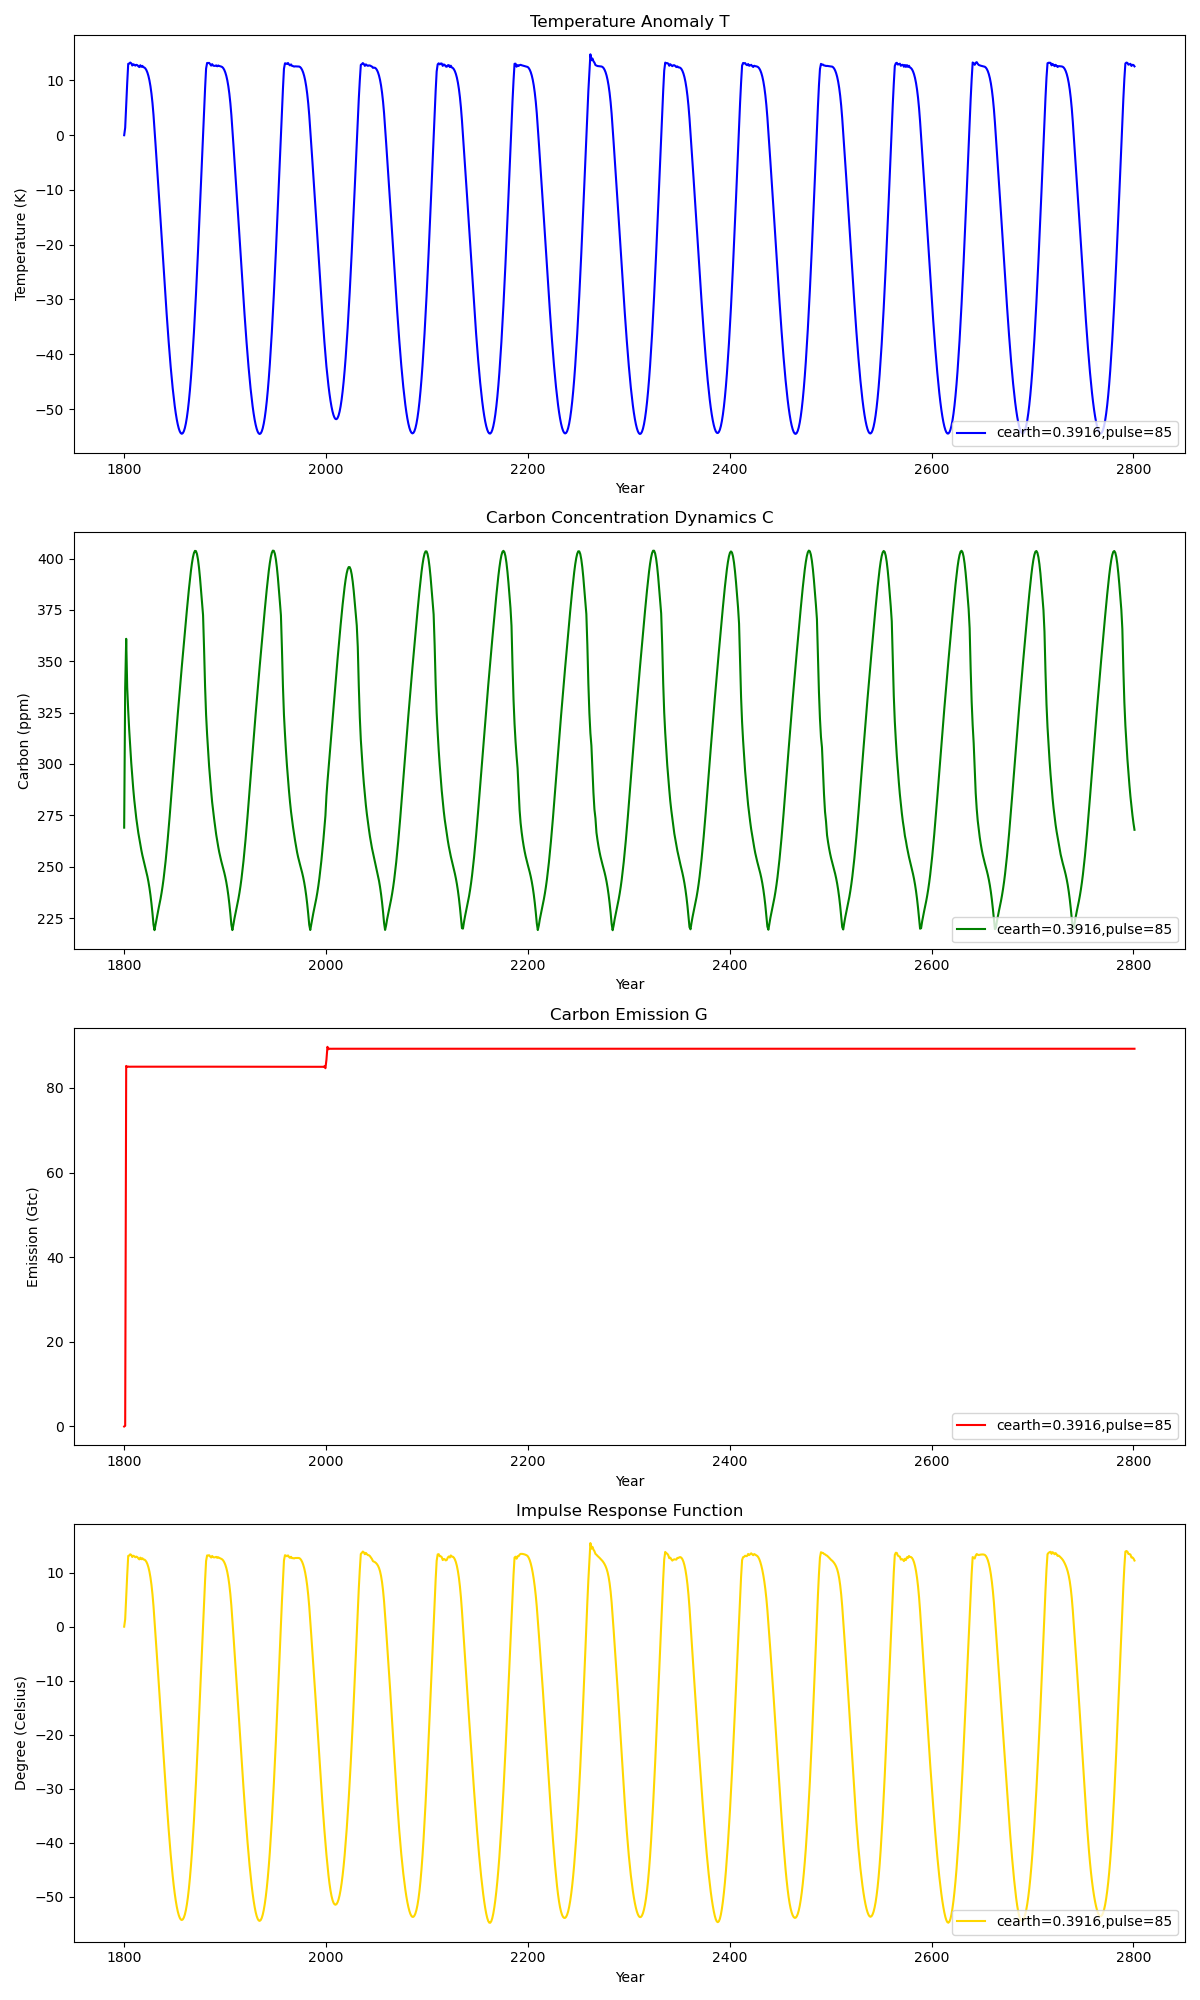 Temperature Anomaly T
10
0
−10
−20
−30
−40
−50
Temperature (K)
cearth=0.3916,pulse=85
1800 2000 2200 2400 2600 2800
Year
Carbon Concentration Dynamics C
400
375
350
325
300
275
250
225
Carbon (ppm)
cearth=0.3916,pulse=85
1800 2000 2200 2400 2600 2800
Year
Carbon Emission G
80
60
40
20
0
Emission (Gtc)
cearth=0.3916,pulse=85
1800 2000 2200 2400 2600 2800
Year
Impulse Response Function
10
0
−10
−20
−30
−40
−50
Degree (Celsius)
cearth=0.3916,pulse=85
1800 2000 2200 2400 2600 2800
Year